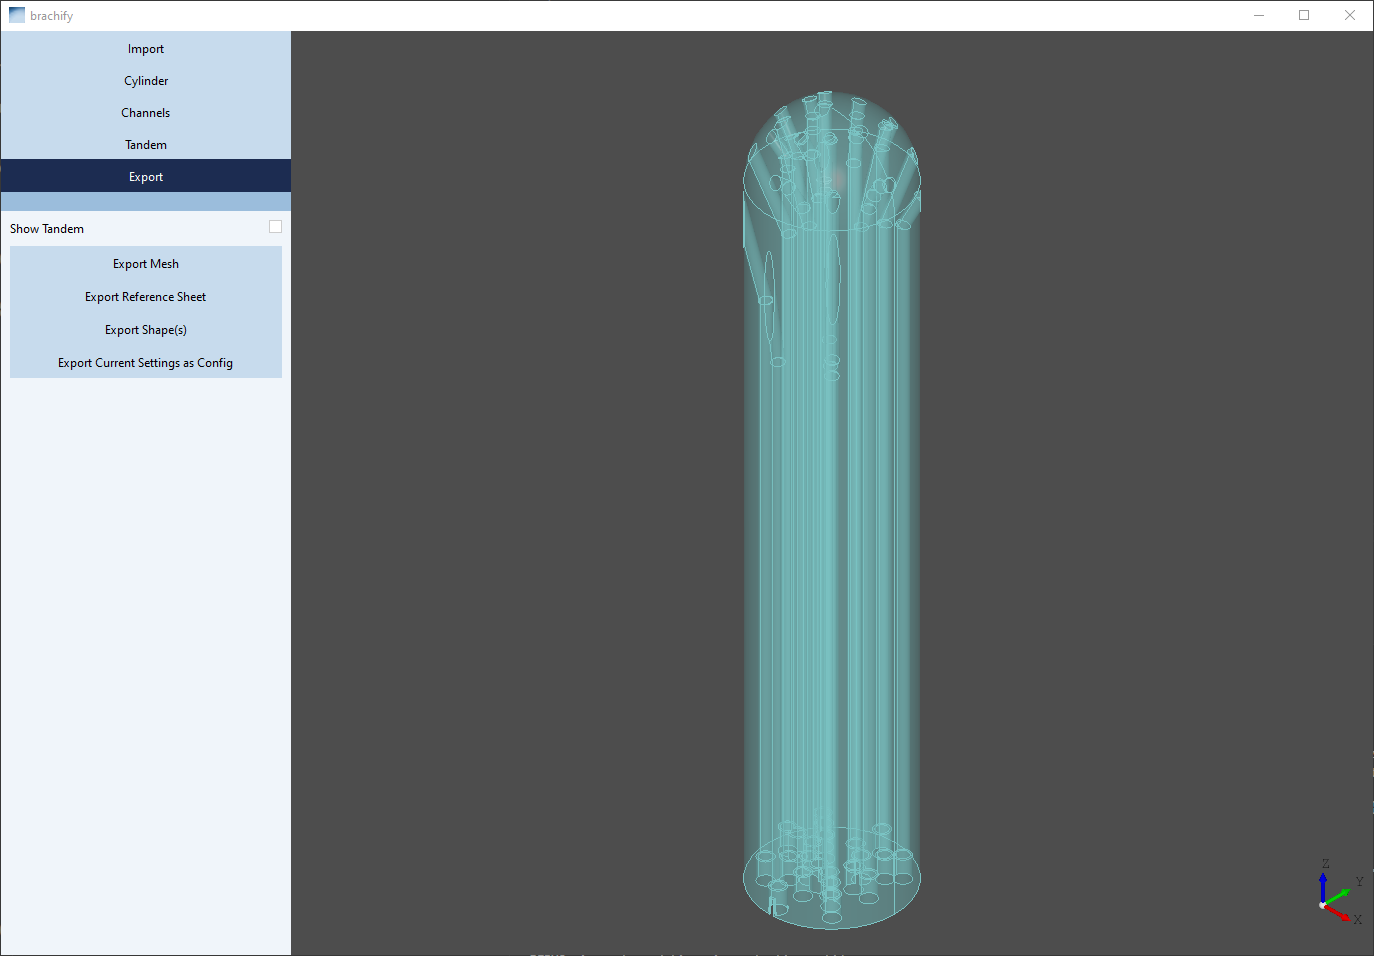 brachify
Import
Cylinder
Channels
Tandem
Export
Show Tandem
Export Mesh
Export Reference Sheet
Export Shape(s)
Export Current Settings as Config
Z
Y
X